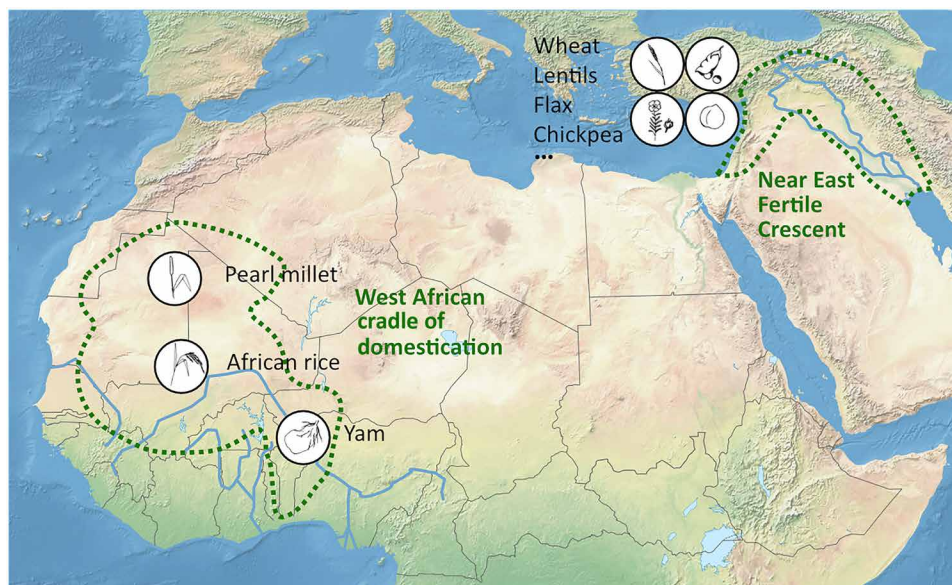 Wheat
Lentils
Flax
Chickpea
...
Near East
Fertile
Crescent
Pearl millet
West African
cradle of
domestication
African rice
Yam